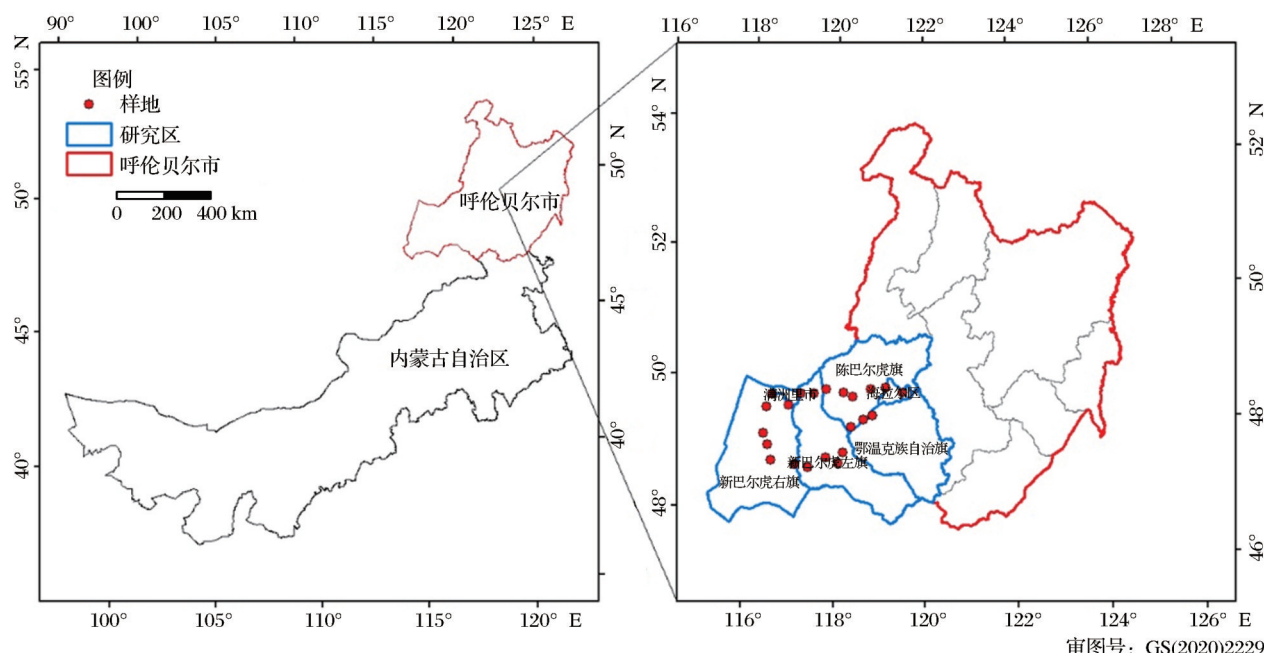 90° 100° 105° 110° 115° 120° 125° E
N
55°
50°
45°
40°
图例
样地
研究区
呼伦贝尔市
0 200 400 km
呼伦贝尔市
内蒙古自治区
N
50°
45°
40°
100° 105° 110° 115° 120° E
116° 118° 120° 122° 124° 126° 128° E
N
54°
52°
50°
48°
N
52°
50°
48°
46°
陈巴尔虎旗
满洲里市
海拉尔区
鄂温克族自治旗
新巴尔虎左旗
新巴尔虎右旗
116° 118° 120° 122° 122° 124° 126° E
审图号：GS(2020)2229